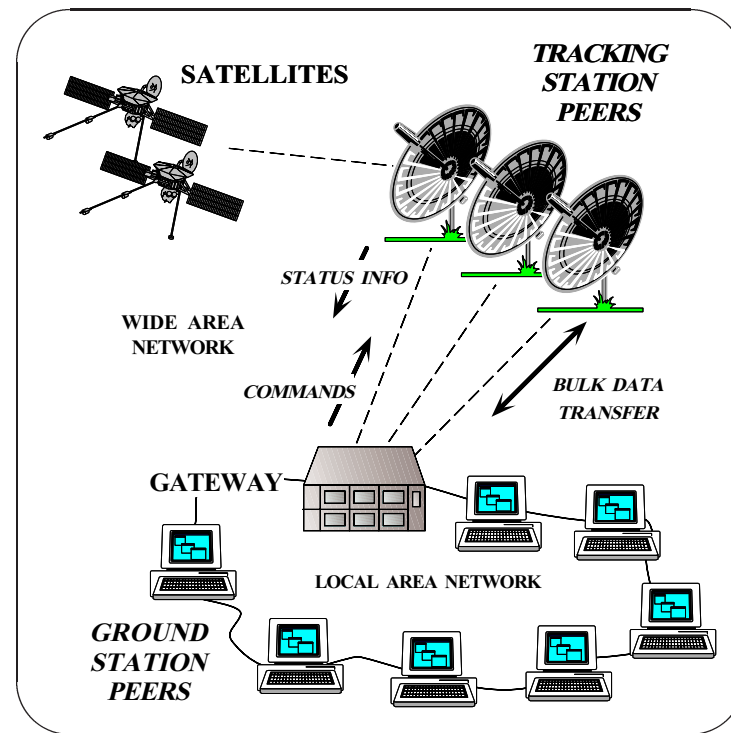 SATELLITES
TRACKING
STATION
PEERS
STATUS INFO
WIDE AREA
NETWORK
COMMANDS
BULK DATA
TRANSFER
GATEWAY
LOCAL AREA NETWORK
GROUND
STATION
PEERS